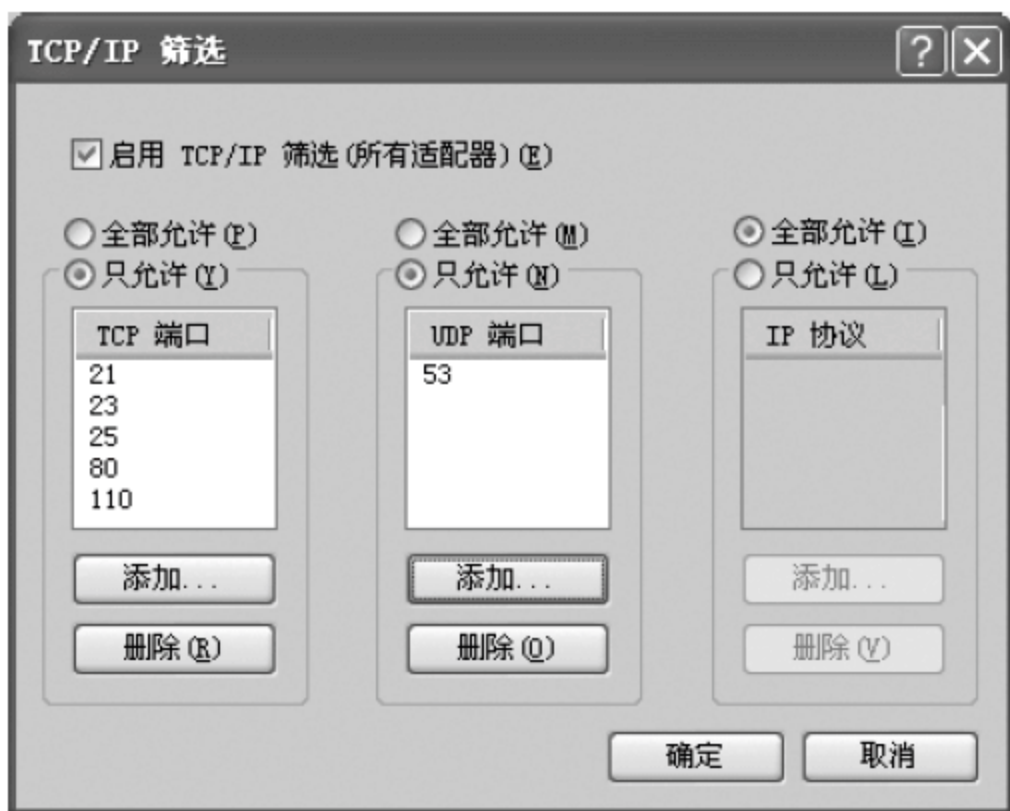 TCP/IP 筛选
启用 TCP/IP 筛选(所有适配器)(E)
全部允许(P) 全部允许(M) 全部允许(I)
只允许(Y) 只允许(N) 只允许(L)
TCP 端口 UDP 端口 IP 协议
21 53
23
25
80
110
添加... 添加... 添加...
删除(R) 删除(O) 删除(V)
确定 取消